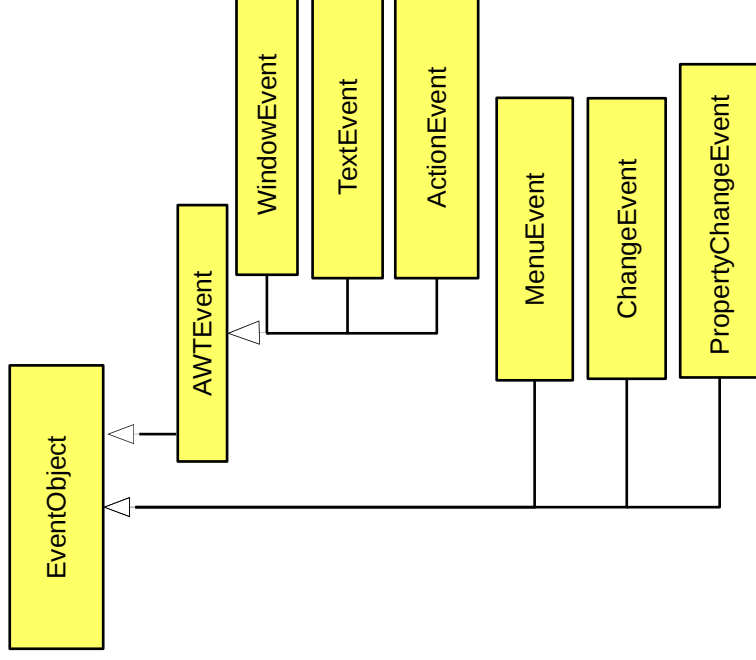 EventObject
AWTEvent
WindowEvent
TextEvent
ActionEvent
MenuEvent
ChangeEvent
PropertyChangeEvent